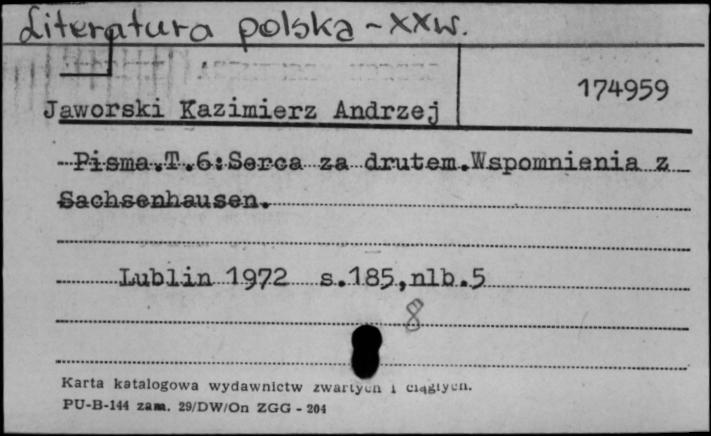 Literatura polska - XXw.
174959
Jaworski Kazimierz Andrzej
Pisma.T.6:Serca za drutem.Wspomnienia z
Sachsenhausen.
Lublin 1972 s.185,nlb.5
8
Karta katalogowa wydawnictw zwartych i ciągłych.
PU-B-144 zam. 29/DW/On ZGG - 204